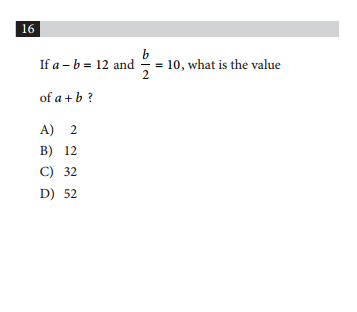 16
If a – b = 12 and b/2 = 10, what is the value
of a + b ?
A) 2
B) 12
C) 32
D) 52